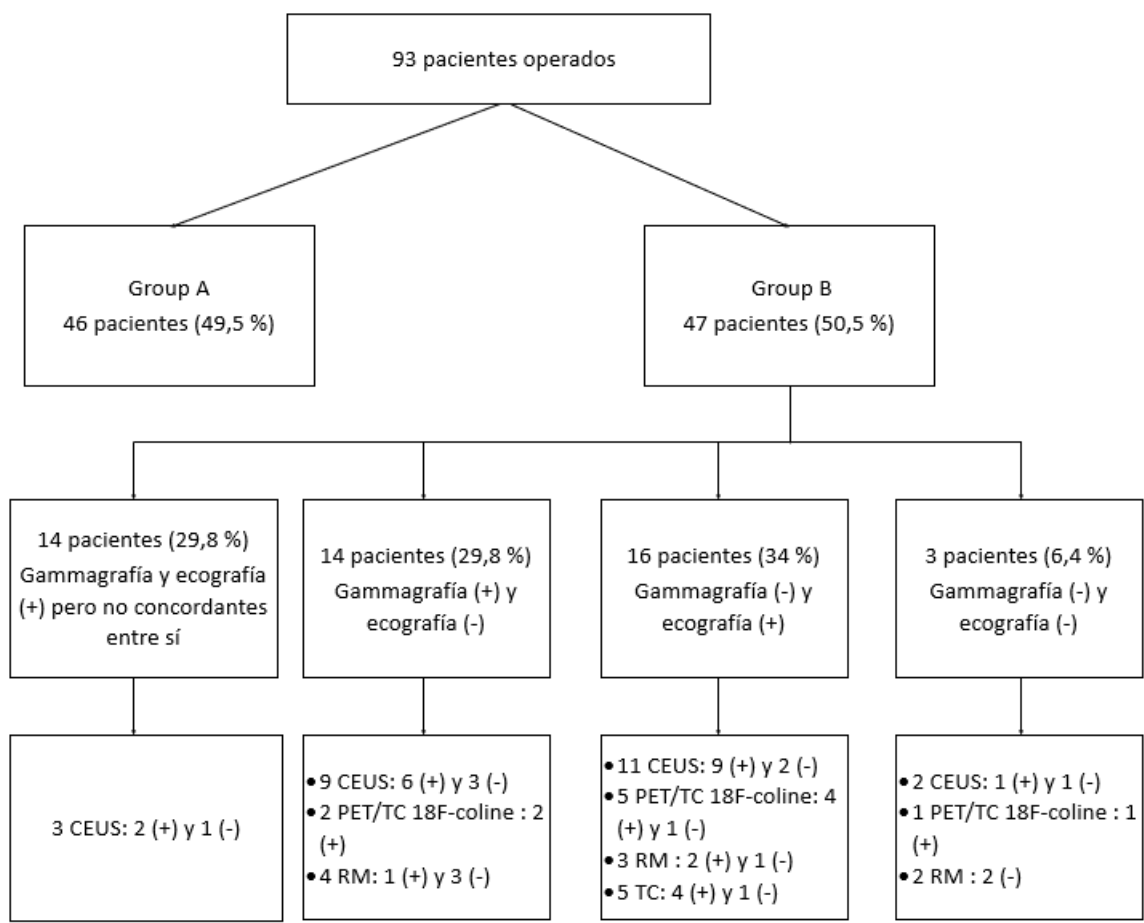 93 pacientes operados
Group A
46 pacientes (49,5 %)
Group B
47 pacientes (50,5 %)
14 pacientes (29,8 %)
Gammagrafía y ecografía
(+) pero no concordantes
entre sí
14 pacientes (29,8 %)
Gammagrafía (+) y
ecografía (-)
16 pacientes (34 %)
Gammagrafía (-) y
ecografía (+)
3 pacientes (6,4 %)
Gammagrafía (-) y
ecografía (-)
3 CEUS: 2 (+) y 1 (-)
•9 CEUS: 6 (+) y 3 (-)
•2 PET/TC 18F-coline : 2
(+)
•4 RM: 1 (+) y 3 (-)
•11 CEUS: 9 (+) y 2 (-)
•5 PET/TC 18F-coline: 4
(+) y 1 (-)
•3 RM : 2 (+) y 1 (-)
•5 TC: 4 (+) y 1 (-)
•2 CEUS: 1 (+) y 1 (-)
•1 PET/TC 18F-coline : 1
(+)
•2 RM : 2 (-)